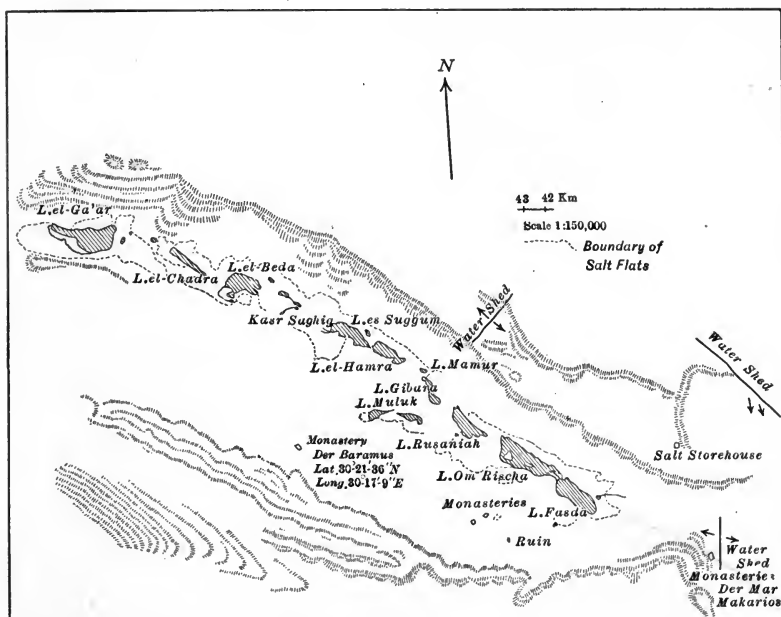 N
43 42 Km
Scale 1:150,000
Boundary of
Salt Flats
L.el-Ga'ar
L.el-Chadra
L.el-Beda
Kasr Sughig
L.es Suggum
L.el-Hamra
Water Shed
Water Shed
L.Mamur
L.Gibara
L.Muluk
L.Rusaniah
Monastery
Der Baramus
Lat.30-21-36"N
Long.30-17-9"E
Salt Storehouse
L.Om Rischa
Monasteries
L.Fasda
Ruin
Water
Shed
Monasteries
Der Mar
Makarios